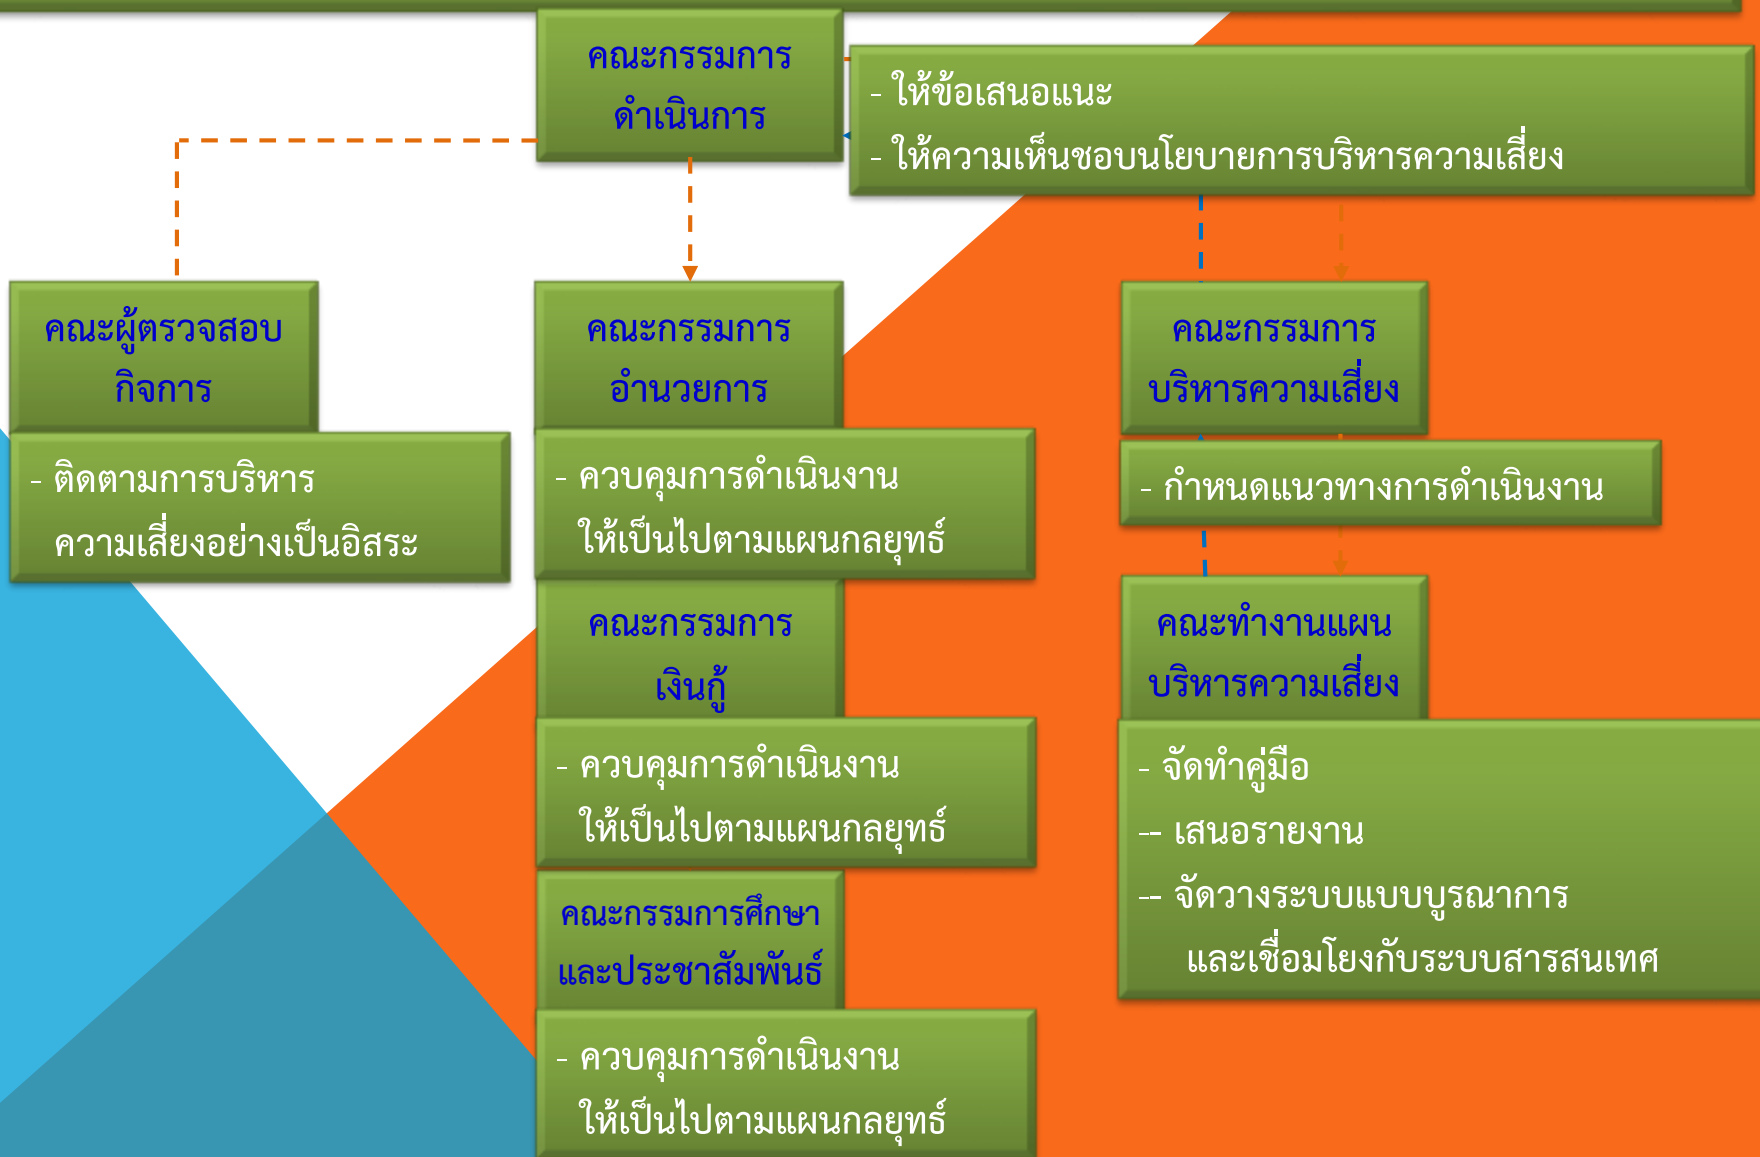 คณะกรรมการ
ดำเนินการ
- ให้ข้อเสนอแนะ
- ให้ความเห็นชอบนโยบายการบริหารความเสี่ยง
คณะผู้ตรวจสอบ
กิจการ
- ติดตามการบริหาร
ความเสี่ยงอย่างเป็นอิสระ
คณะกรรมการ
อำนวยการ
- ควบคุมการดำเนินงาน
ให้เป็นไปตามแผนกลยุทธ์
คณะกรรมการ
เงินกู้
- ควบคุมการดำเนินงาน
ให้เป็นไปตามแผนกลยุทธ์
คณะกรรมการศึกษา
และประชาสัมพันธ์
- ควบคุมการดำเนินงาน
ให้เป็นไปตามแผนกลยุทธ์
คณะกรรมการ
บริหารความเสี่ยง
- กำหนดแนวทางการดำเนินงาน
คณะทำงานแผน
บริหารความเสี่ยง
- จัดทำคู่มือ
-- เสนอรายงาน
-- จัดวางระบบแบบบูรณาการ
และเชื่อมโยงกับระบบสารสนเทศ